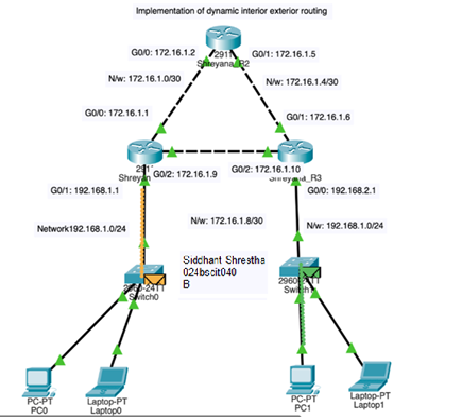 Implementation of dynamic interior exterior routing
G0/0: 172.16.1.2
G0/1: 172.16.1.5
2911
R2
N/w: 172.16.1.0/30
N/w: 172.16.1.4/30
G0/0: 172.16.1.1
G0/1: 172.16.1.6
G0/2: 172.16.1.9
G0/2: 172.16.1.10
Shreyan
R3
G0/1: 192.168.1.1
G0/0: 192.168.2.1
Network192.168.1.0/24
N/w: 172.16.1.8/30
N/w: 192.168.1.0/24
Siddhant Shrestha
024bscit040
B
Switch0
2960
PC-PT
PC0
Laptop-PT
Laptop0
PC-PT
PC1
Laptop-PT
Laptop1